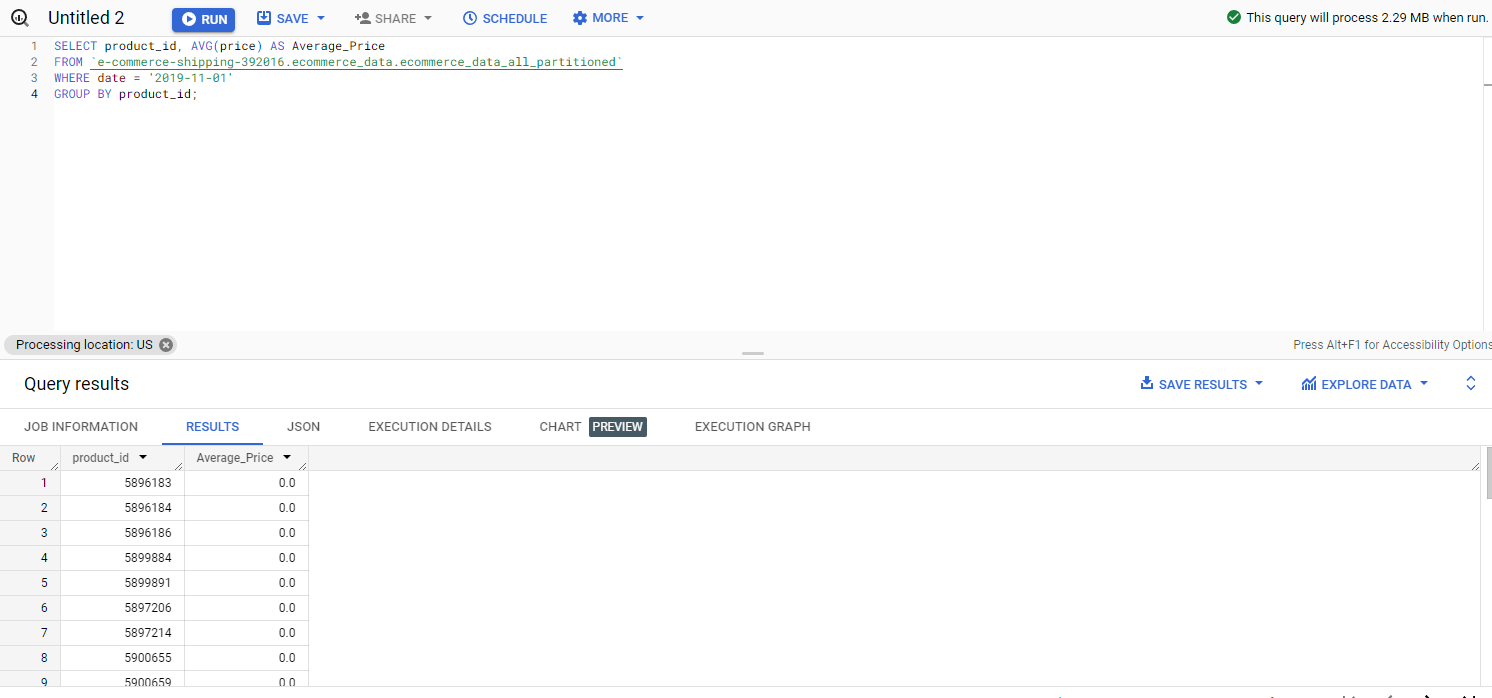 Untitled 2 RUN SAVE SHARE SCHEDULE MORE This query will process 2.29 MB when run.
1 SELECT product_id, AVG(price) AS Average_Price
2 FROM `e-commerce-shipping-392016.ecommerce_data.ecommerce_data_all_partitioned`
3 WHERE date = '2019-11-01'
4 GROUP BY product_id;
Processing location: US Press Alt+F1 for Accessibility Options
Query results SAVE RESULTS EXPLORE DATA
JOB INFORMATION RESULTS JSON EXECUTION DETAILS CHART PREVIEW EXECUTION GRAPH
Row product_id Average_Price
1 5896183 0.0
2 5896184 0.0
3 5896186 0.0
4 5899884 0.0
5 5899891 0.0
6 5897206 0.0
7 5897214 0.0
8 5900655 0.0
9 5900659 0.0